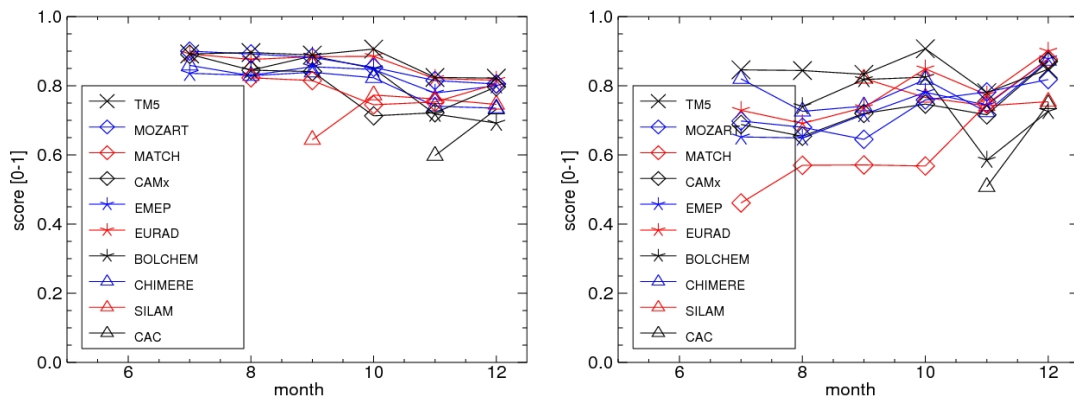 1.0
0.8
0.6
0.4
0.2
0.0
score [0-1]
TM5
MOZART
MATCH
CAMx
EMEP
EURAD
BOLCHEM
CHIMERE
SILAM
CAC
6 8 10 12
month
1.0
0.8
0.6
0.4
0.2
0.0
score [0-1]
TM5
MOZART
MATCH
CAMx
EMEP
EURAD
BOLCHEM
CHIMERE
SILAM
CAC
6 8 10 12
month